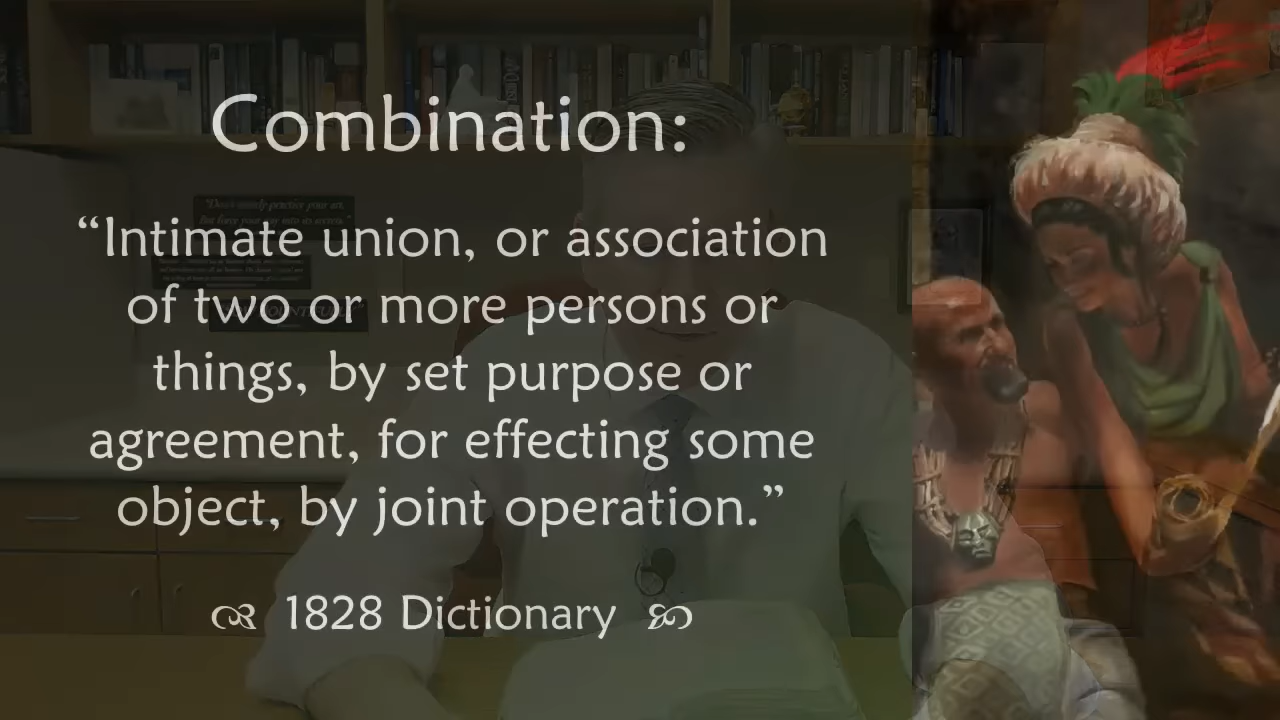 Combination:
“Intimate union, or association
of two or more persons or
things, by set purpose or
agreement, for effecting some
object, by joint operation.”
1828 Dictionary